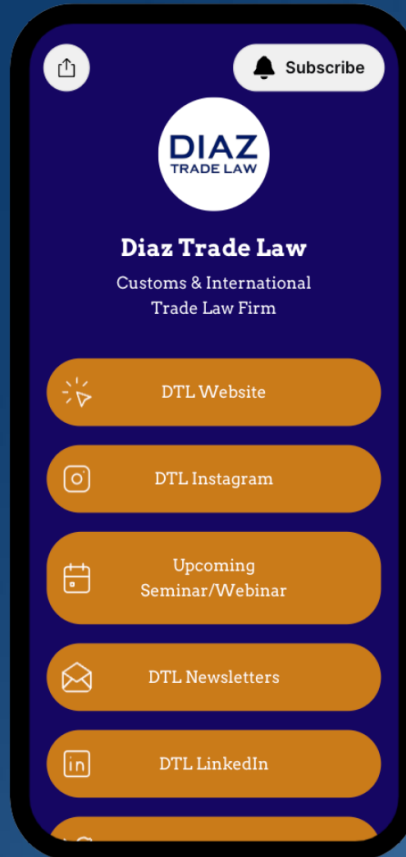 Subscribe
DIAZ
TRADE LAW
Diaz Trade Law
Customs & International
Trade Law Firm
DTL Website
DTL Instagram
Upcoming
Seminar/Webinar
DTL Newsletters
in
DTL LinkedIn